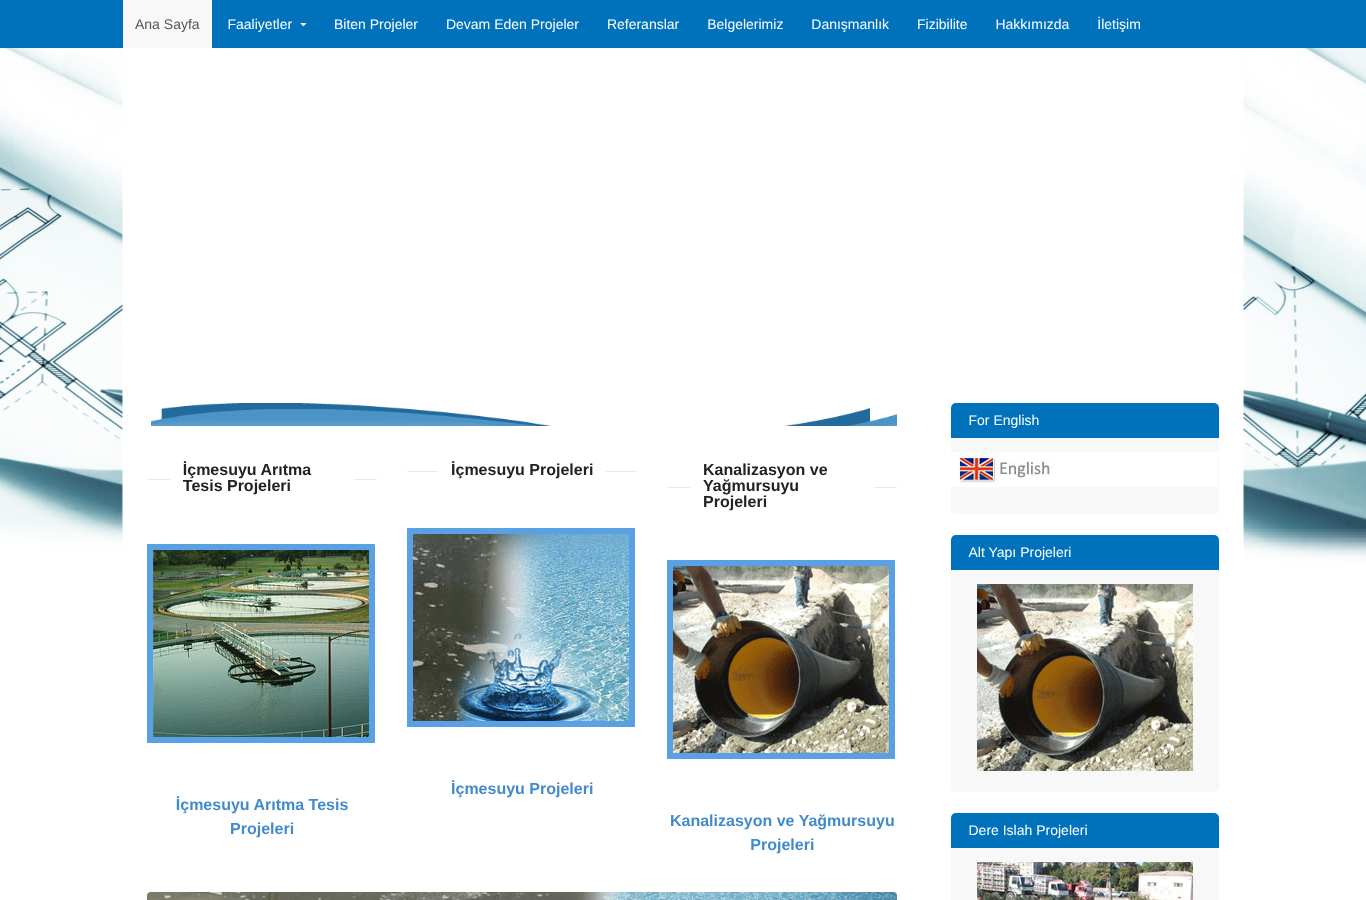 Ana Sayfa Faaliyetler Biten Projeler Devam Eden Projeler Referanslar Belgelerimiz Danışmanlık Fizibilite Hakkımızda İletişim
For English
English
İçmesuyu Arıtma
Tesis Projeleri
İçmesuyu Projeleri
Kanalizasyon ve
Yağmursuyu
Projeleri
İçmesuyu Arıtma Tesis
Projeleri
İçmesuyu Projeleri
Kanalizasyon ve Yağmursuyu
Projeleri
Alt Yapı Projeleri
Dere Islah Projeleri